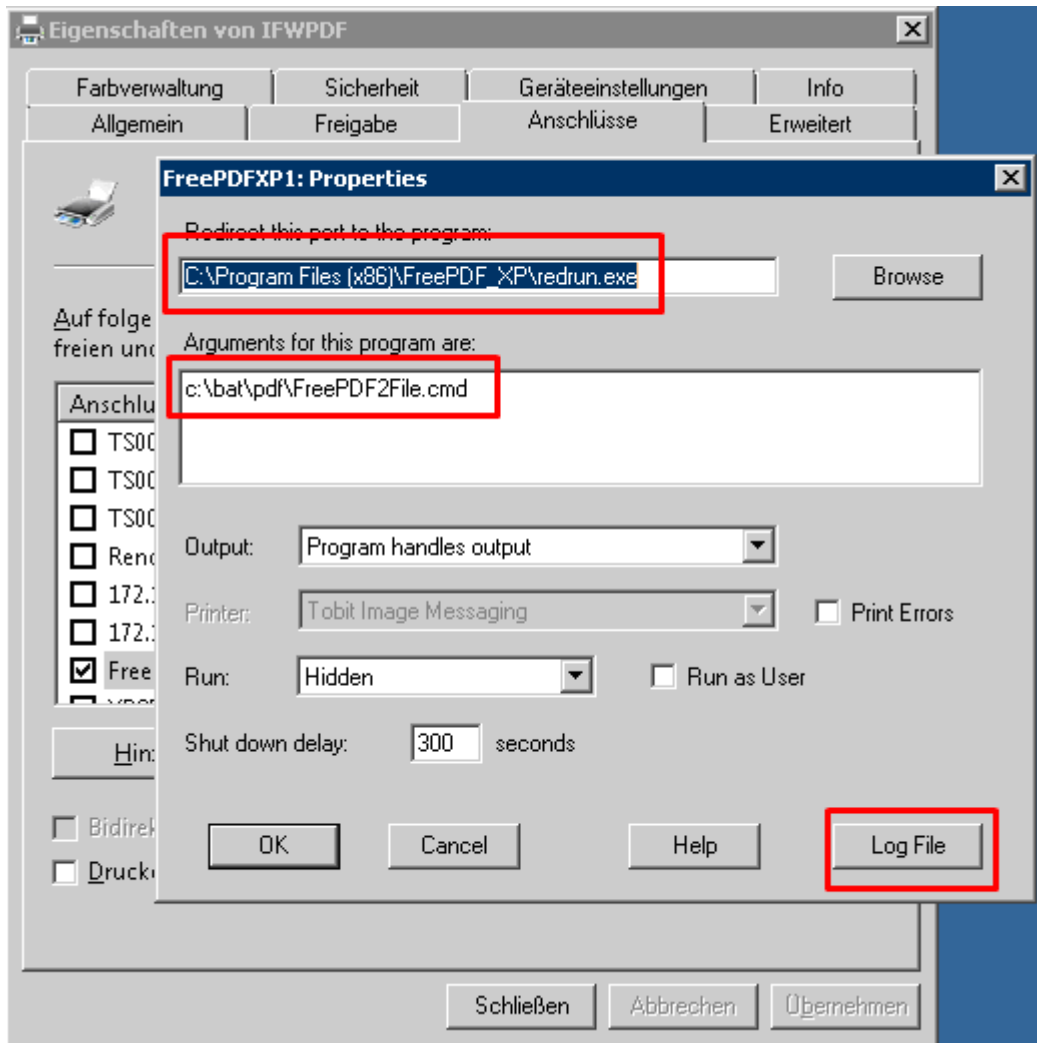 Eigenschaften von IFWPDF
Farbverwaltung Sicherheit Geräteeinstellungen Info
Allgemein Freigabe Anschlüsse Erweitert
FreePDFXP1: Properties
Redirect this port to the program:
C:\Program Files (x86)\FreePDF_XP\redrun.exe Browse
Auf folge
freien und
Arguments for this program are:
c:\bat\pdf\FreePDF2File.cmd
Anschlu
TS00
TS00
TS00
Output: Program handles output
Rend
172.
Printer: Tobit Image Messaging Print Errors
172.
Free
Run: Hidden Run as User
Shut down delay: 300 seconds
Hin
Bidirek
OK Cancel Help Log File
Drucke
Schließen Abbrechen Übernehmen